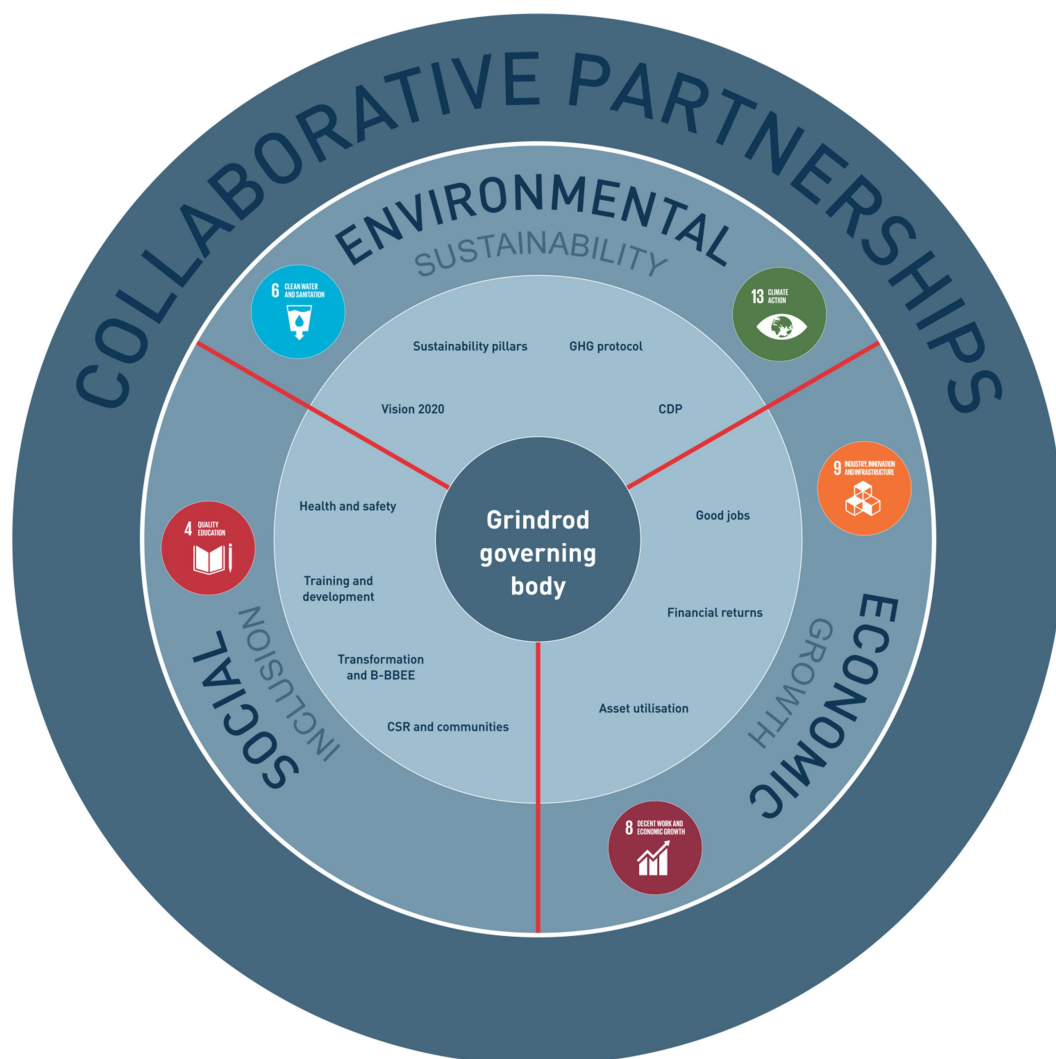 COLLABORATIVE PARTNERSHIPS
ENVIRONMENTAL
SUSTAINABILITY
6 CLEAN WATER
AND SANITATION
13 CLIMATE
ACTION
Sustainability pillars
GHG protocol
Vision 2020
CDP
9 INDUSTRY, INNOVATION
AND INFRASTRUCTURE
Health and safety
Good jobs
4 QUALITY
EDUCATION
Grindrod
governing
body
Training and
development
Financial returns
Transformation
and B-BBEE
Asset utilisation
CSR and communities
SOCIAL
INCLUSION
ECONOMIC
GROWTH
8 DECENT WORK AND
ECONOMIC GROWTH